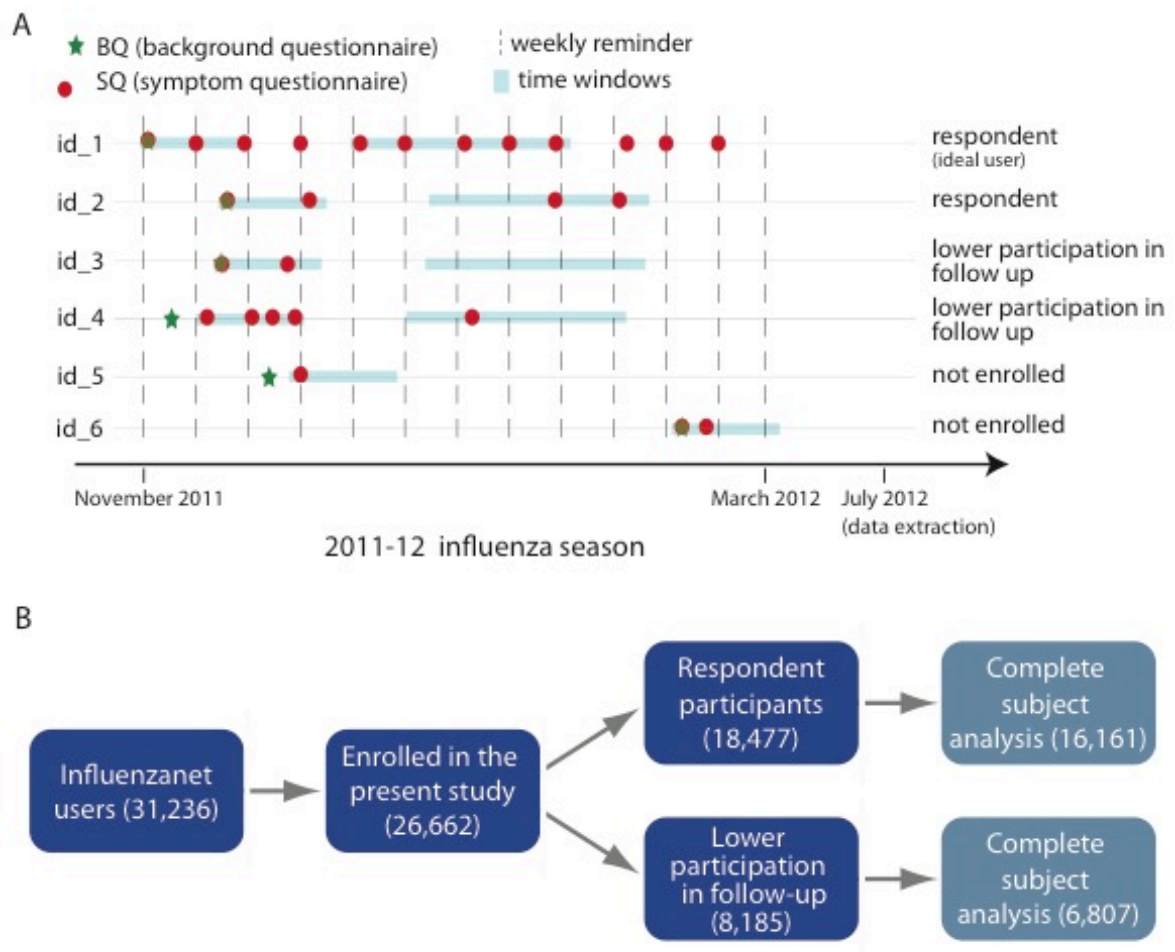 A
BQ (background questionnaire)
weekly reminder
SQ (symptom questionnaire)
time windows
id_1
respondent
(ideal user)
id_2
respondent
id_3
lower participation in
follow up
id_4
lower participation in
follow up
id_5
not enrolled
id_6
not enrolled
November 2011
March 2012
July 2012
(data extraction)
2011-12 influenza season
B
Influenzanet
users (31,236)
Enrolled in the
present study
(26,662)
Respondent
participants
(18,477)
Complete
subject
analysis (16,161)
Lower
participation
in follow-up
(8,185)
Complete
subject
analysis (6,807)